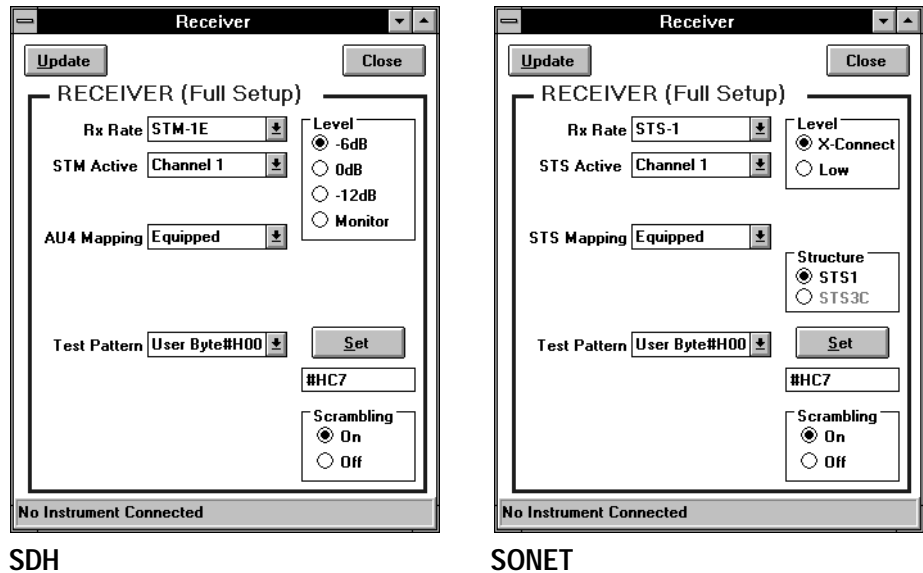 Receiver
Update
Close
RECEIVER (Full Setup)
Rx Rate STM-1E
STM Active Channel 1
AU4 Mapping Equipped
Level
-6dB
0dB
-12dB
Monitor
Test Pattern User Byte#H00
Set
#HC7
Scrambling
On
Off
No Instrument Connected
SDH
Receiver
Update
Close
RECEIVER (Full Setup)
Rx Rate STS-1
STS Active Channel 1
Level
X-Connect
Low
STS Mapping Equipped
Structure
STS1
STS3C
Test Pattern User Byte#H00
Set
#HC7
Scrambling
On
Off
No Instrument Connected
SONET